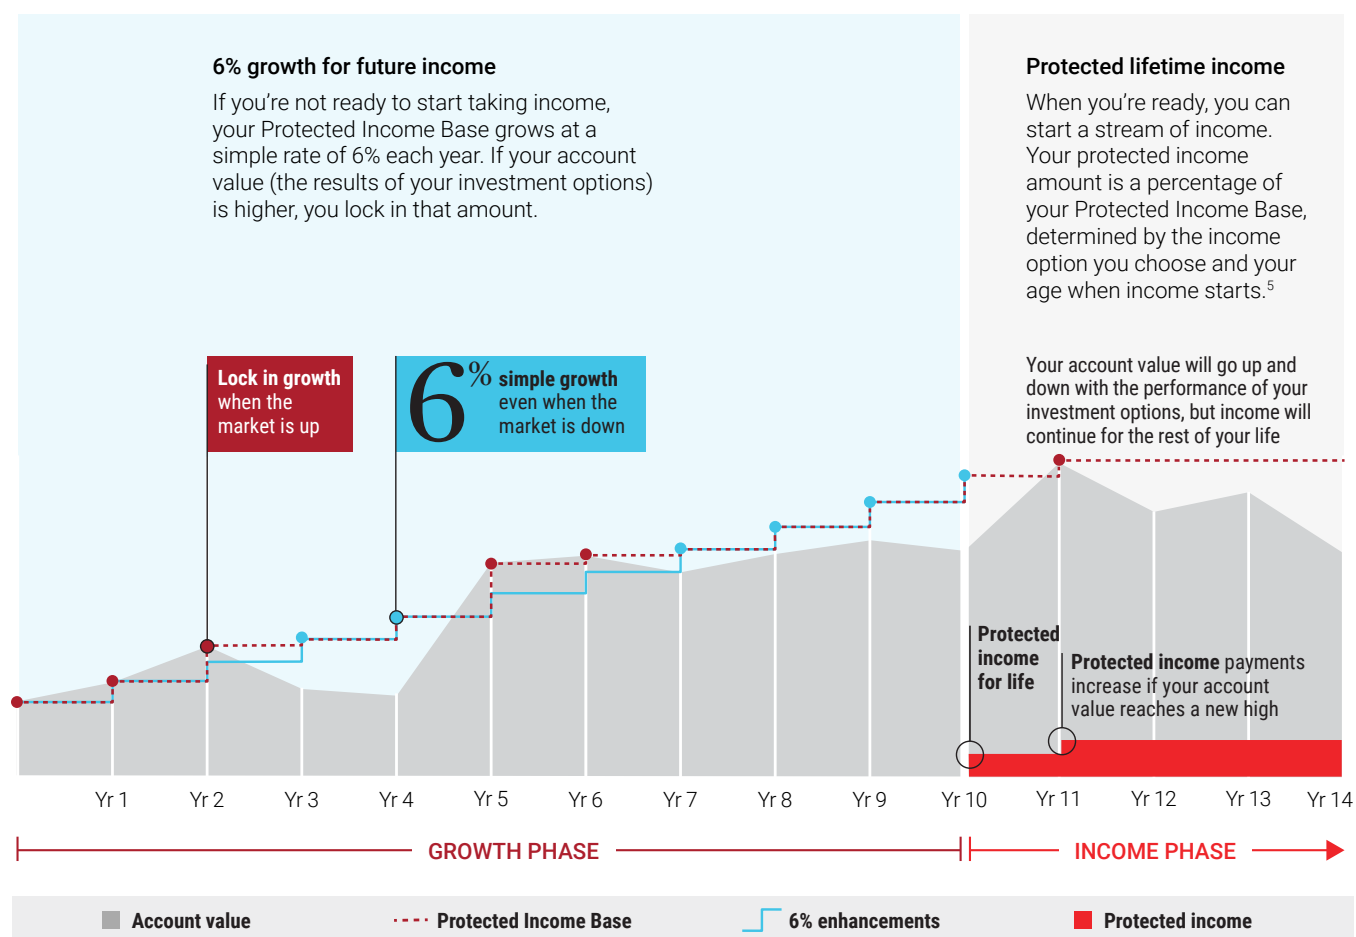 6% growth for future income
If you're not ready to start taking income,
your Protected Income Base grows at a
simple rate of 6% each year. If your account
value (the results of your investment options)
is higher, you lock in that amount.
Protected lifetime income
When you're ready, you can
start a stream of income.
Your protected income
amount is a percentage of
your Protected Income Base,
determined by the income
option you choose and your
age when income starts.5
Lock in growth
when the
market is up
6% simple growth
even when the
market is down
Your account value will go up and
down with the performance of your
investment options, but income will
continue for the rest of your life
Protected
income
for life
Protected income payments
increase if your account
value reaches a new high
Yr 1 Yr 2 Yr 3 Yr 4 Yr 5 Yr 6 Yr 7 Yr 8 Yr 9 Yr 10 Yr 11 Yr 12 Yr 13 Yr 14
GROWTH PHASE INCOME PHASE
Account value Protected Income Base 6% enhancements Protected income